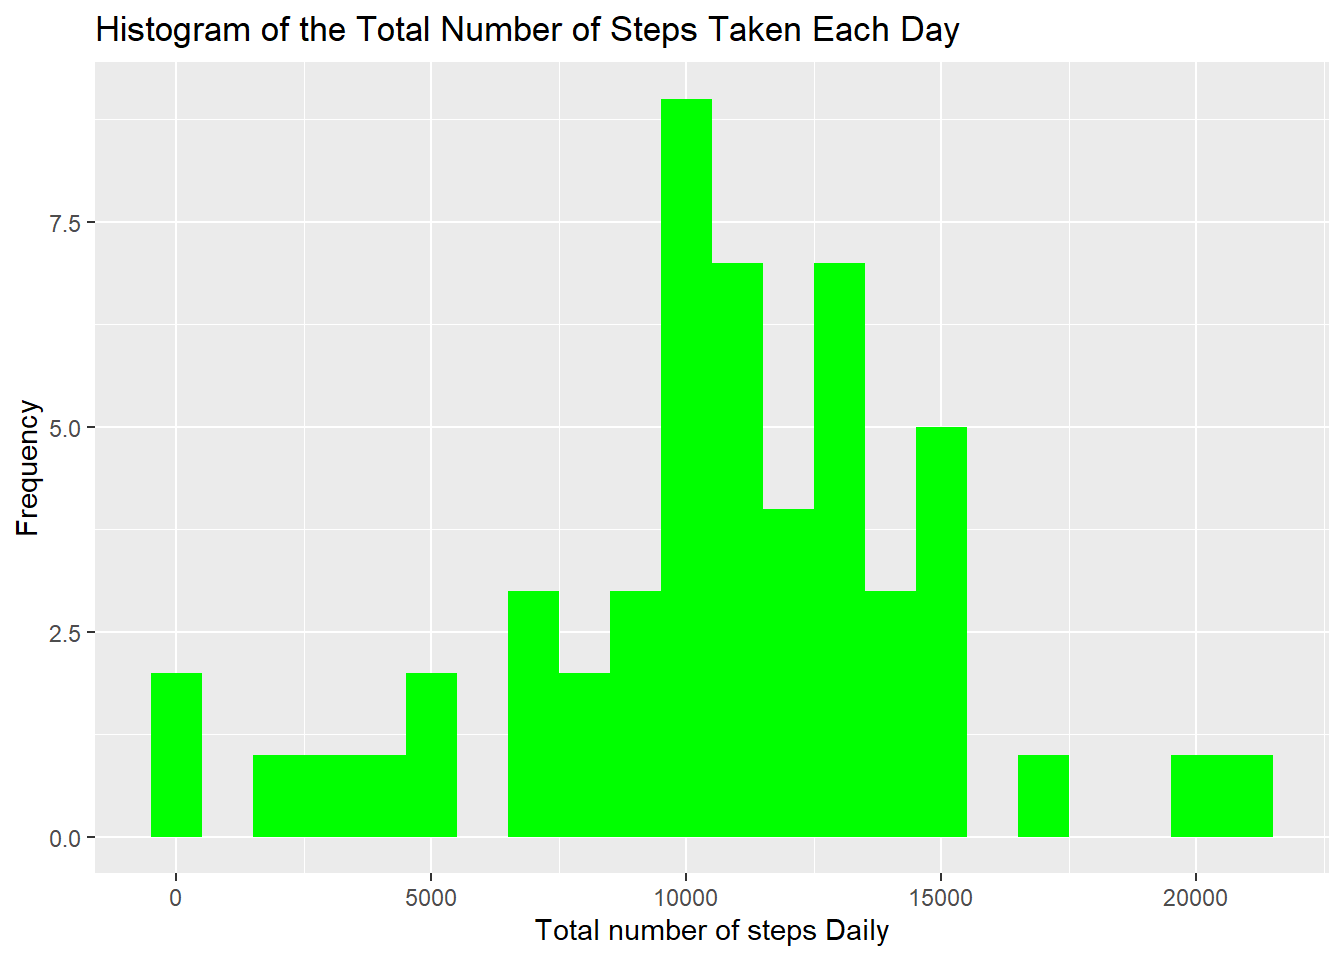 Histogram of the Total Number of Steps Taken Each Day
7.5
5.0
2.5
0.0
Frequency
0 5000 10000 15000 20000
Total number of steps Daily